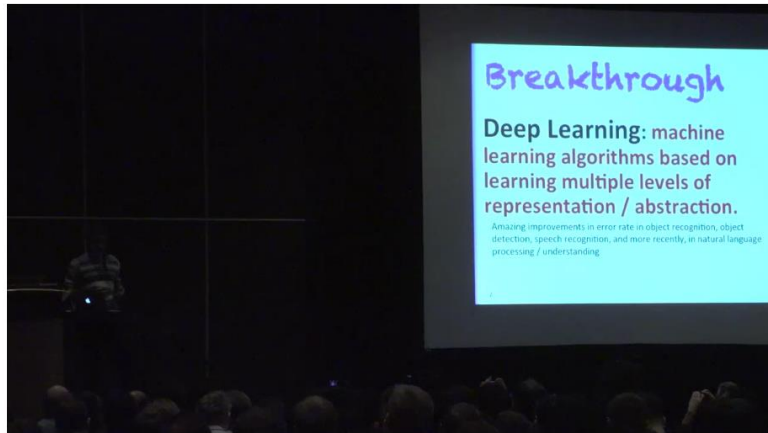 Breakthrough
Deep Learning: machine
learning algorithms based on
learning multiple levels of
representation / abstraction.
Amazing improvements in error rate in object recognition, object
detection, speech recognition, and more recently, in natural language
processing / understanding